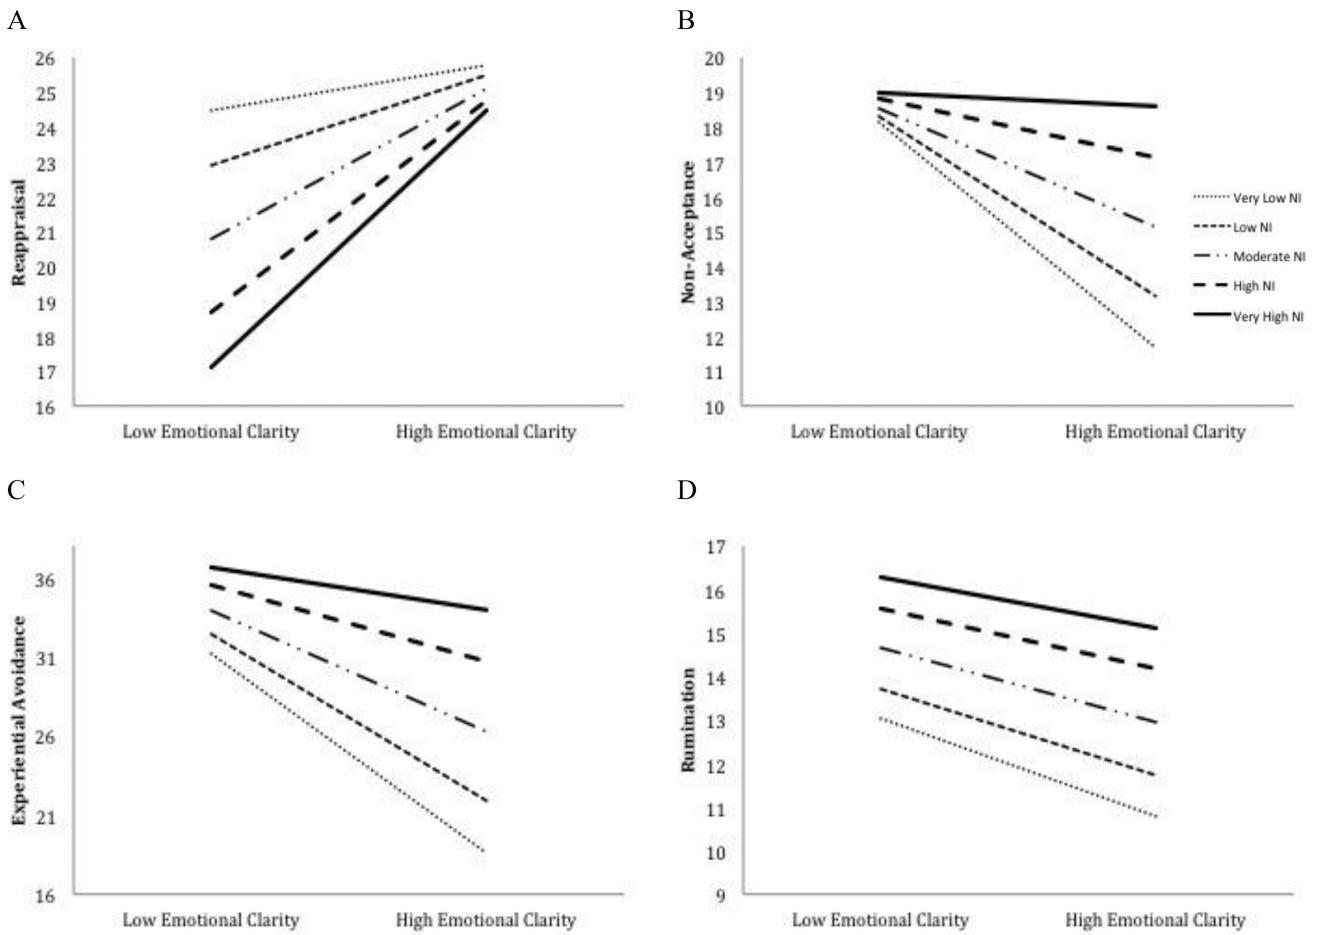 A
26
25
24
23
22
21
20
19
18
17
16
Reappraisal
Low Emotional Clarity
High Emotional Clarity
B
20
19
18
17
16
15
14
13
12
11
10
Non-Acceptance
Low Emotional Clarity
High Emotional Clarity
Very Low NI
Low NI
Moderate NI
High NI
Very High NI
C
36
31
26
21
16
Experiential Avoidance
Low Emotional Clarity
High Emotional Clarity
D
17
16
15
14
13
12
11
10
9
Rumination
Low Emotional Clarity
High Emotional Clarity